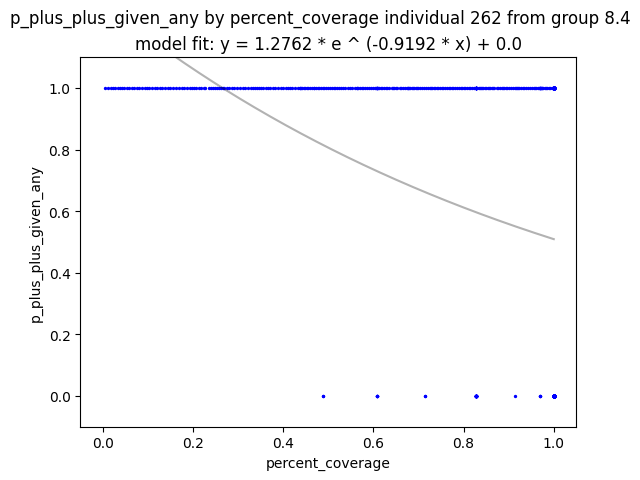 p_plus_plus_given_any by percent_coverage individual 262 from group 8.4
model fit: y = 1.2762 * e ^ (-0.9192 * x) + 0.0
p_plus_plus_given_any
1.0
0.8
0.6
0.4
0.2
0.0
0.0 0.2 0.4 0.6 0.8 1.0
percent_coverage